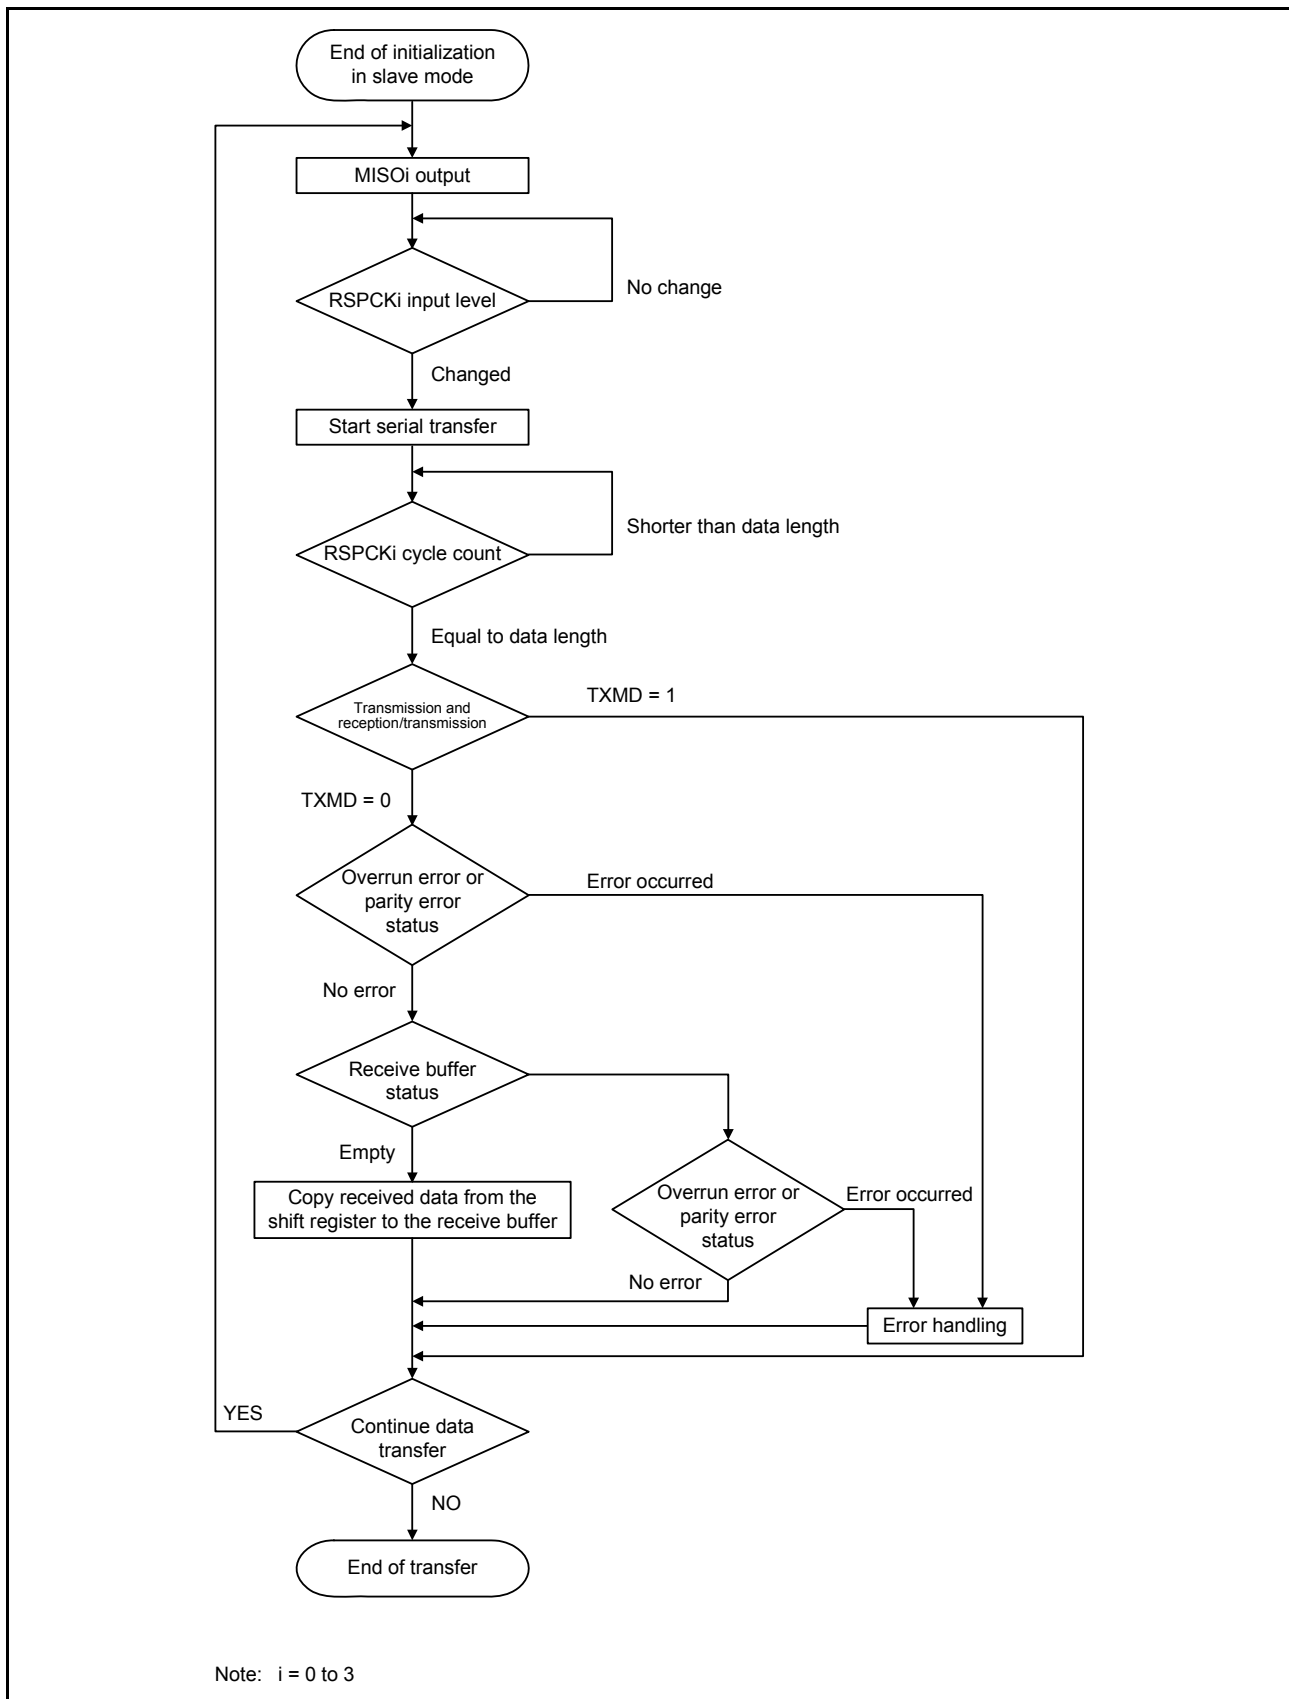 End of initialization
in slave mode
MISOi output
RSPCKi input level
No change
Changed
Start serial transfer
Shorter than data length
RSPCKi cycle count
Equal to data length
Transmission and
reception/transmission
TXMD = 1
TXMD = 0
Overrun error or
parity error
status
Error occurred
No error
Receive buffer
status
Empty
Copy received data from the
shift register to the receive buffer
Overrun error or
parity error
status
Error occurred
No error
Error handling
YES
Continue data
transfer
NO
End of transfer
Note: i = 0 to 3